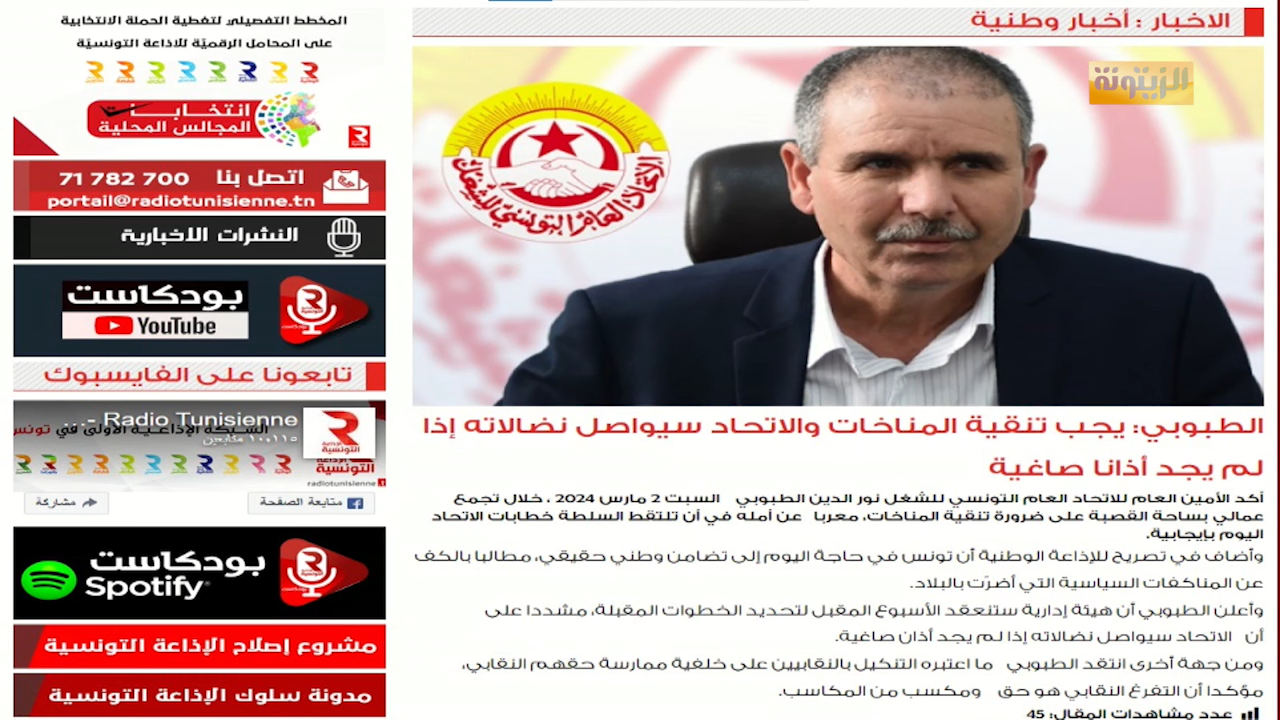 الاخبار : أخبار وطنية
الزيتونة
الاتحاد العام التونسي للشغل
الطبوبي: يجب تنقية المناخات والاتحاد سيواصل نضالاته إذا
لم يجد أذانا صاغية
أكد الأمين العام للاتحاد العام التونسي للشغل نور الدين الطبوبي السبت 2 مارس 2024 ، خلال تجمع
عمالي بساحة القصبة على ضرورة تنقية المناخات، معربا عن أمله في أن تلتقط السلطة خطابات الاتحاد
اليوم بإيجابية.
وأضاف في تصريح للإذاعة الوطنية أن تونس في حاجة اليوم إلى تضامن وطني حقيقي، مطالبا بالكف
عن المناكفات السياسية التي أضرّت بالبلاد.
وأعلن الطبوبي أن هيئة إدارية ستنعقد الأسبوع المقبل لتحديد الخطوات المقبلة، مشددا على
أن الاتحاد سيواصل نضالاته إذا لم يجد أذان صاغية.
ومن جهة أخرى انتقد الطبوبي ما اعتبره التنكيل بالنقابيين على خلفية ممارسة حقهم النقابي،
مؤكدا أن التفرغ النقابي هو حق ومكسب من المكاسب.
عدد مشاهدات المقال: 45
المخطط التفصيلي لتغطية الحملة الانتخابية
على المحامل الرقميّة للأذاعة التونسيّة
انتخابات
المجالس المحلية
اتصل بنا 71 782 700
portail@radiotunisienne.tn
النشرات الاخبارية
بودكاست
YouTube
تابعونا على الفايسبوك
Radio Tunisienne -...
الشبكة الإذاعية الأولى في تونس
١٠٠،١١٥ متابعين
الإذاعة
التونسية
radiotunisienne.t
متابعة الصفحة
مشاركة
بودكاست
Spotify
مشروع إصلاح الإذاعة التونسية
مدونة سلوك الإذاعة التونسية